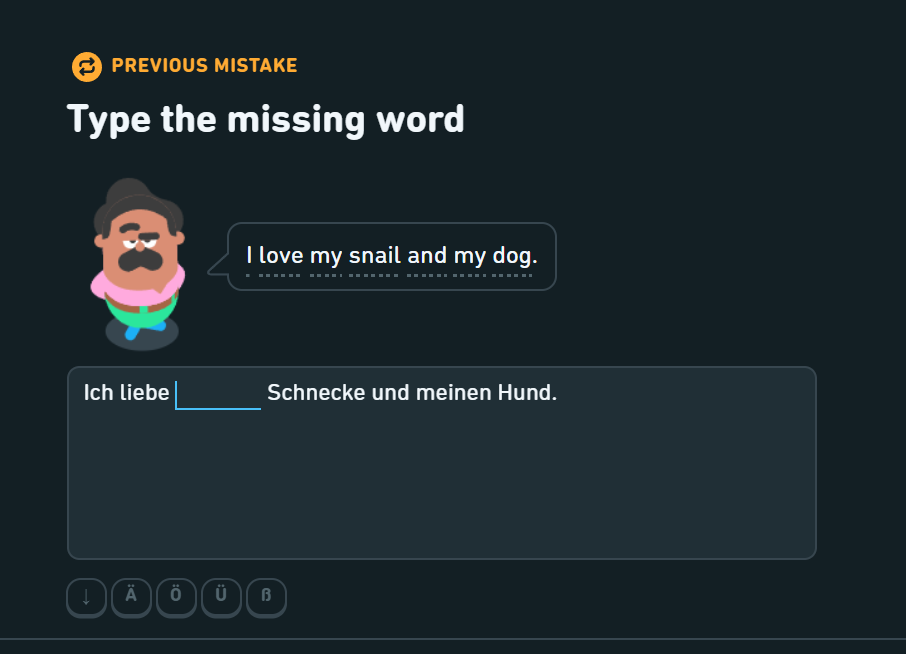 PREVIOUS MISTAKE
Type the missing word
I love my snail and my dog.
Ich liebe Schnecke und meinen Hund.
↓ Ä Ö Ü ß